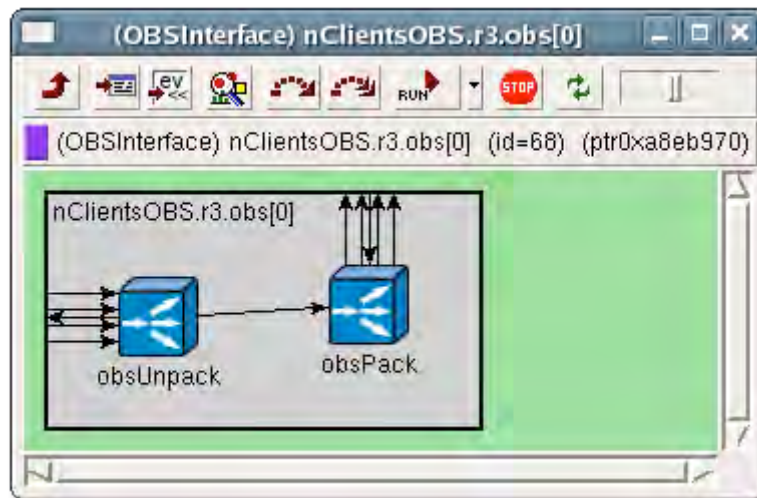 (OBSInterface) nClientsOBS.r3.obs[0]
ev
<<
RUN
STOP
(OBSInterface) nClientsOBS.r3.obs[0] (id=68) (ptr0xa8eb970)
nClientsOBS.r3.obs[0]
obsUnpack
obsPack